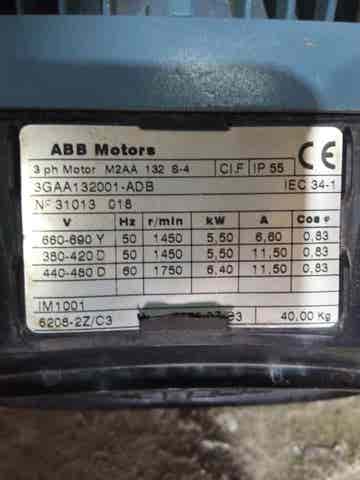 ABB Motors
3 ph Motor M2AA 132 S-4 Cl.F IP 55 CE
3GAA132001-ADB IEC 34-1
Nº 31013 018
V Hz r/min kW A Cos φ
660-690 Y 50 1450 5,50 6,60 0,83
380-420 D 50 1450 5,50 11,50 0,83
440-480 D 60 1750 6,40 11,50 0,83
IM1001
6208-2Z/C3 40,00 Kg